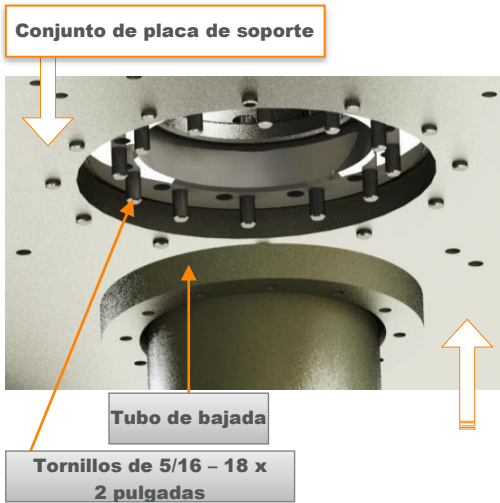 Conjunto de placa de soporte
Tubo de bajada
Tornillos de 5/16 – 18 x
2 pulgadas